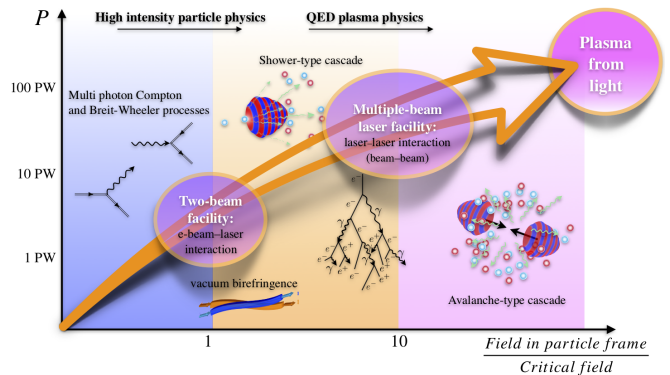 P
High intensity particle physics
QED plasma physics
Plasma
from
light
Shower-type cascade
100 PW
Multi photon Compton
and Breit-Wheeler processes
Multiple-beam
laser facility:
laser–laser interaction
(beam–beam)
10 PW
Two-beam
facility:
e-beam–laser
interaction
1 PW
vacuum birefringence
Avalanche-type cascade
1
10
Field in particle frame
Critical field